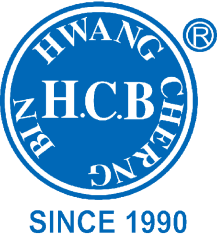 HWANG CHERNG BIN
H.C.B
®
SINCE 1990